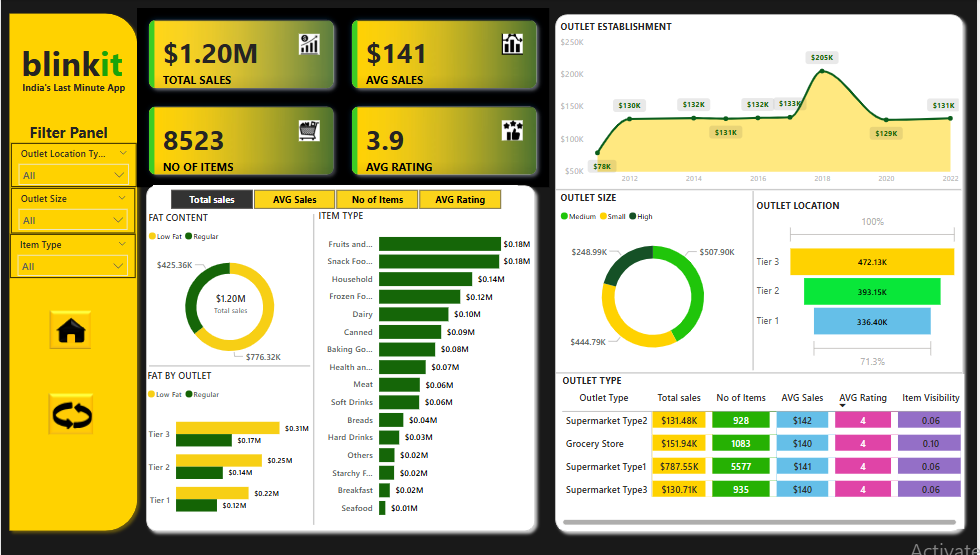 blinkit
India's Last Minute App
Filter Panel
Outlet Location Ty...
All
Outlet Size
All
Item Type
All
$1.20M
TOTAL SALES
$141
AVG SALES
8523
NO OF ITEMS
3.9
AVG RATING
Total sales
AVG Sales
No of Items
AVG Rating
FAT CONTENT
Low Fat Regular
$425.36K
$1.20M
Total sales
$776.32K
FAT BY OUTLET
Low Fat Regular
Tier 3 $0.31M
$0.17M
Tier 2 $0.25M
$0.14M
Tier 1 $0.22M
$0.12M
ITEM TYPE
Fruits and... $0.18M
Snack Foo... $0.18M
Household $0.14M
Frozen Fo... $0.12M
Dairy $0.10M
Canned $0.09M
Baking Go... $0.08M
Health an... $0.07M
Meat $0.06M
Soft Drinks $0.06M
Breads $0.04M
Hard Drinks $0.03M
Others $0.02M
Starchy F... $0.02M
Breakfast $0.02M
Seafood $0.01M
OUTLET ESTABLISHMENT
$250K
$200K
$150K
$100K
$50K
$78K
$130K
$132K
$131K
$132K
$133K
$205K
$129K
$131K
2012 2014 2016 2018 2020 2022
OUTLET SIZE
Medium Small High
$248.99K
$507.90K
$444.79K
OUTLET LOCATION
100%
Tier 3 472.13K
Tier 2 393.15K
Tier 1 336.40K
71.3%
OUTLET TYPE
Outlet Type Total sales No of Items AVG Sales AVG Rating Item Visibility
Supermarket Type2 $131.48K 928 $142 4 0.06
Grocery Store $151.94K 1083 $140 4 0.10
Supermarket Type1 $787.55K 5577 $141 4 0.06
Supermarket Type3 $130.71K 935 $140 4 0.06
Activate